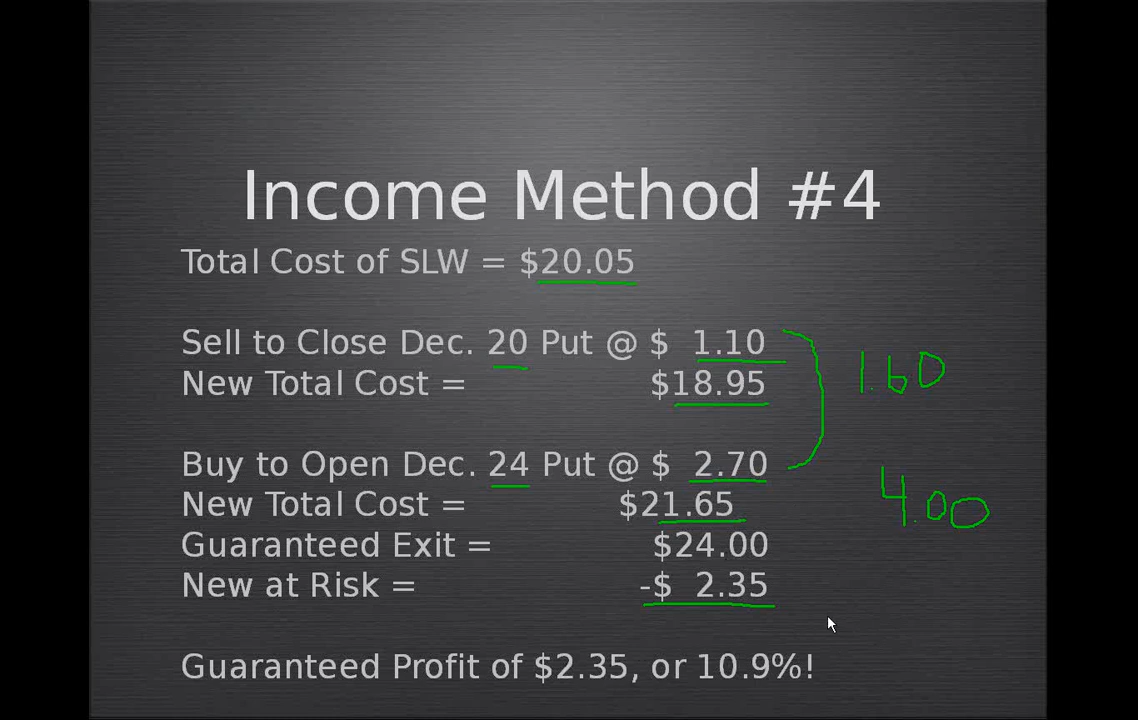 Income Method #4
Total Cost of SLW = $20.05
Sell to Close Dec. 20 Put @ $ 1.10
New Total Cost = $18.95
1.60
Buy to Open Dec. 24 Put @ $ 2.70
New Total Cost = $21.65
4.00
Guaranteed Exit = $24.00
New at Risk = -$ 2.35
Guaranteed Profit of $2.35, or 10.9%!